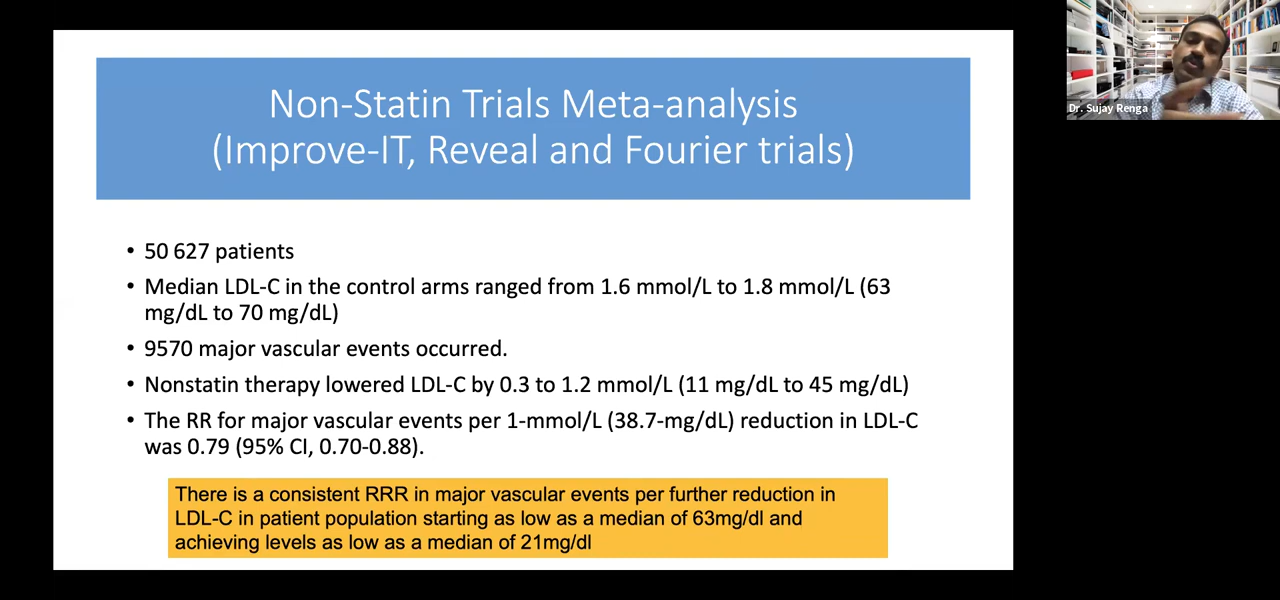 Non-Statin Trials Meta-analysis
(Improve-IT, Reveal and Fourier trials)
• 50 627 patients
• Median LDL-C in the control arms ranged from 1.6 mmol/L to 1.8 mmol/L (63
mg/dL to 70 mg/dL)
• 9570 major vascular events occurred.
• Nonstatin therapy lowered LDL-C by 0.3 to 1.2 mmol/L (11 mg/dL to 45 mg/dL)
• The RR for major vascular events per 1-mmol/L (38.7-mg/dL) reduction in LDL-C
was 0.79 (95% CI, 0.70-0.88).
There is a consistent RRR in major vascular events per further reduction in
LDL-C in patient population starting as low as a median of 63mg/dl and
achieving levels as low as a median of 21mg/dl
Dr. Sujay Renga